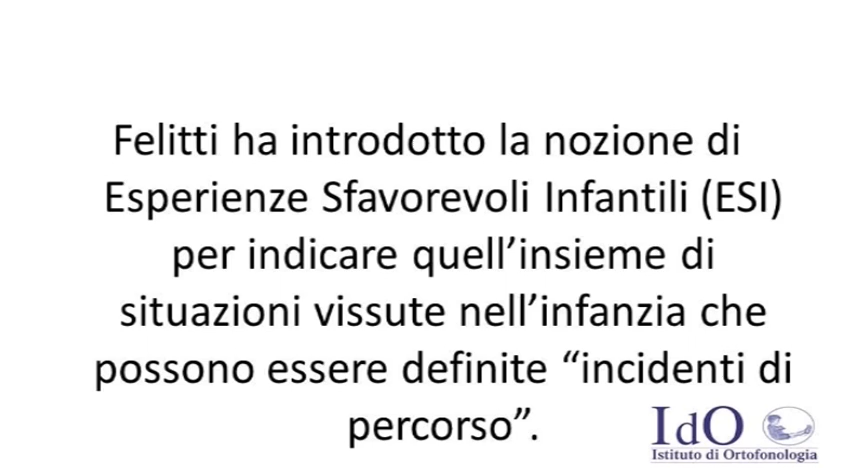 Felitti ha introdotto la nozione di
Esperienze Sfavorevoli Infantili (ESI)
per indicare quell’insieme di
situazioni vissute nell’infanzia che
possono essere definite “incidenti di
percorso”.
IdO
Istituto di Ortofonologia